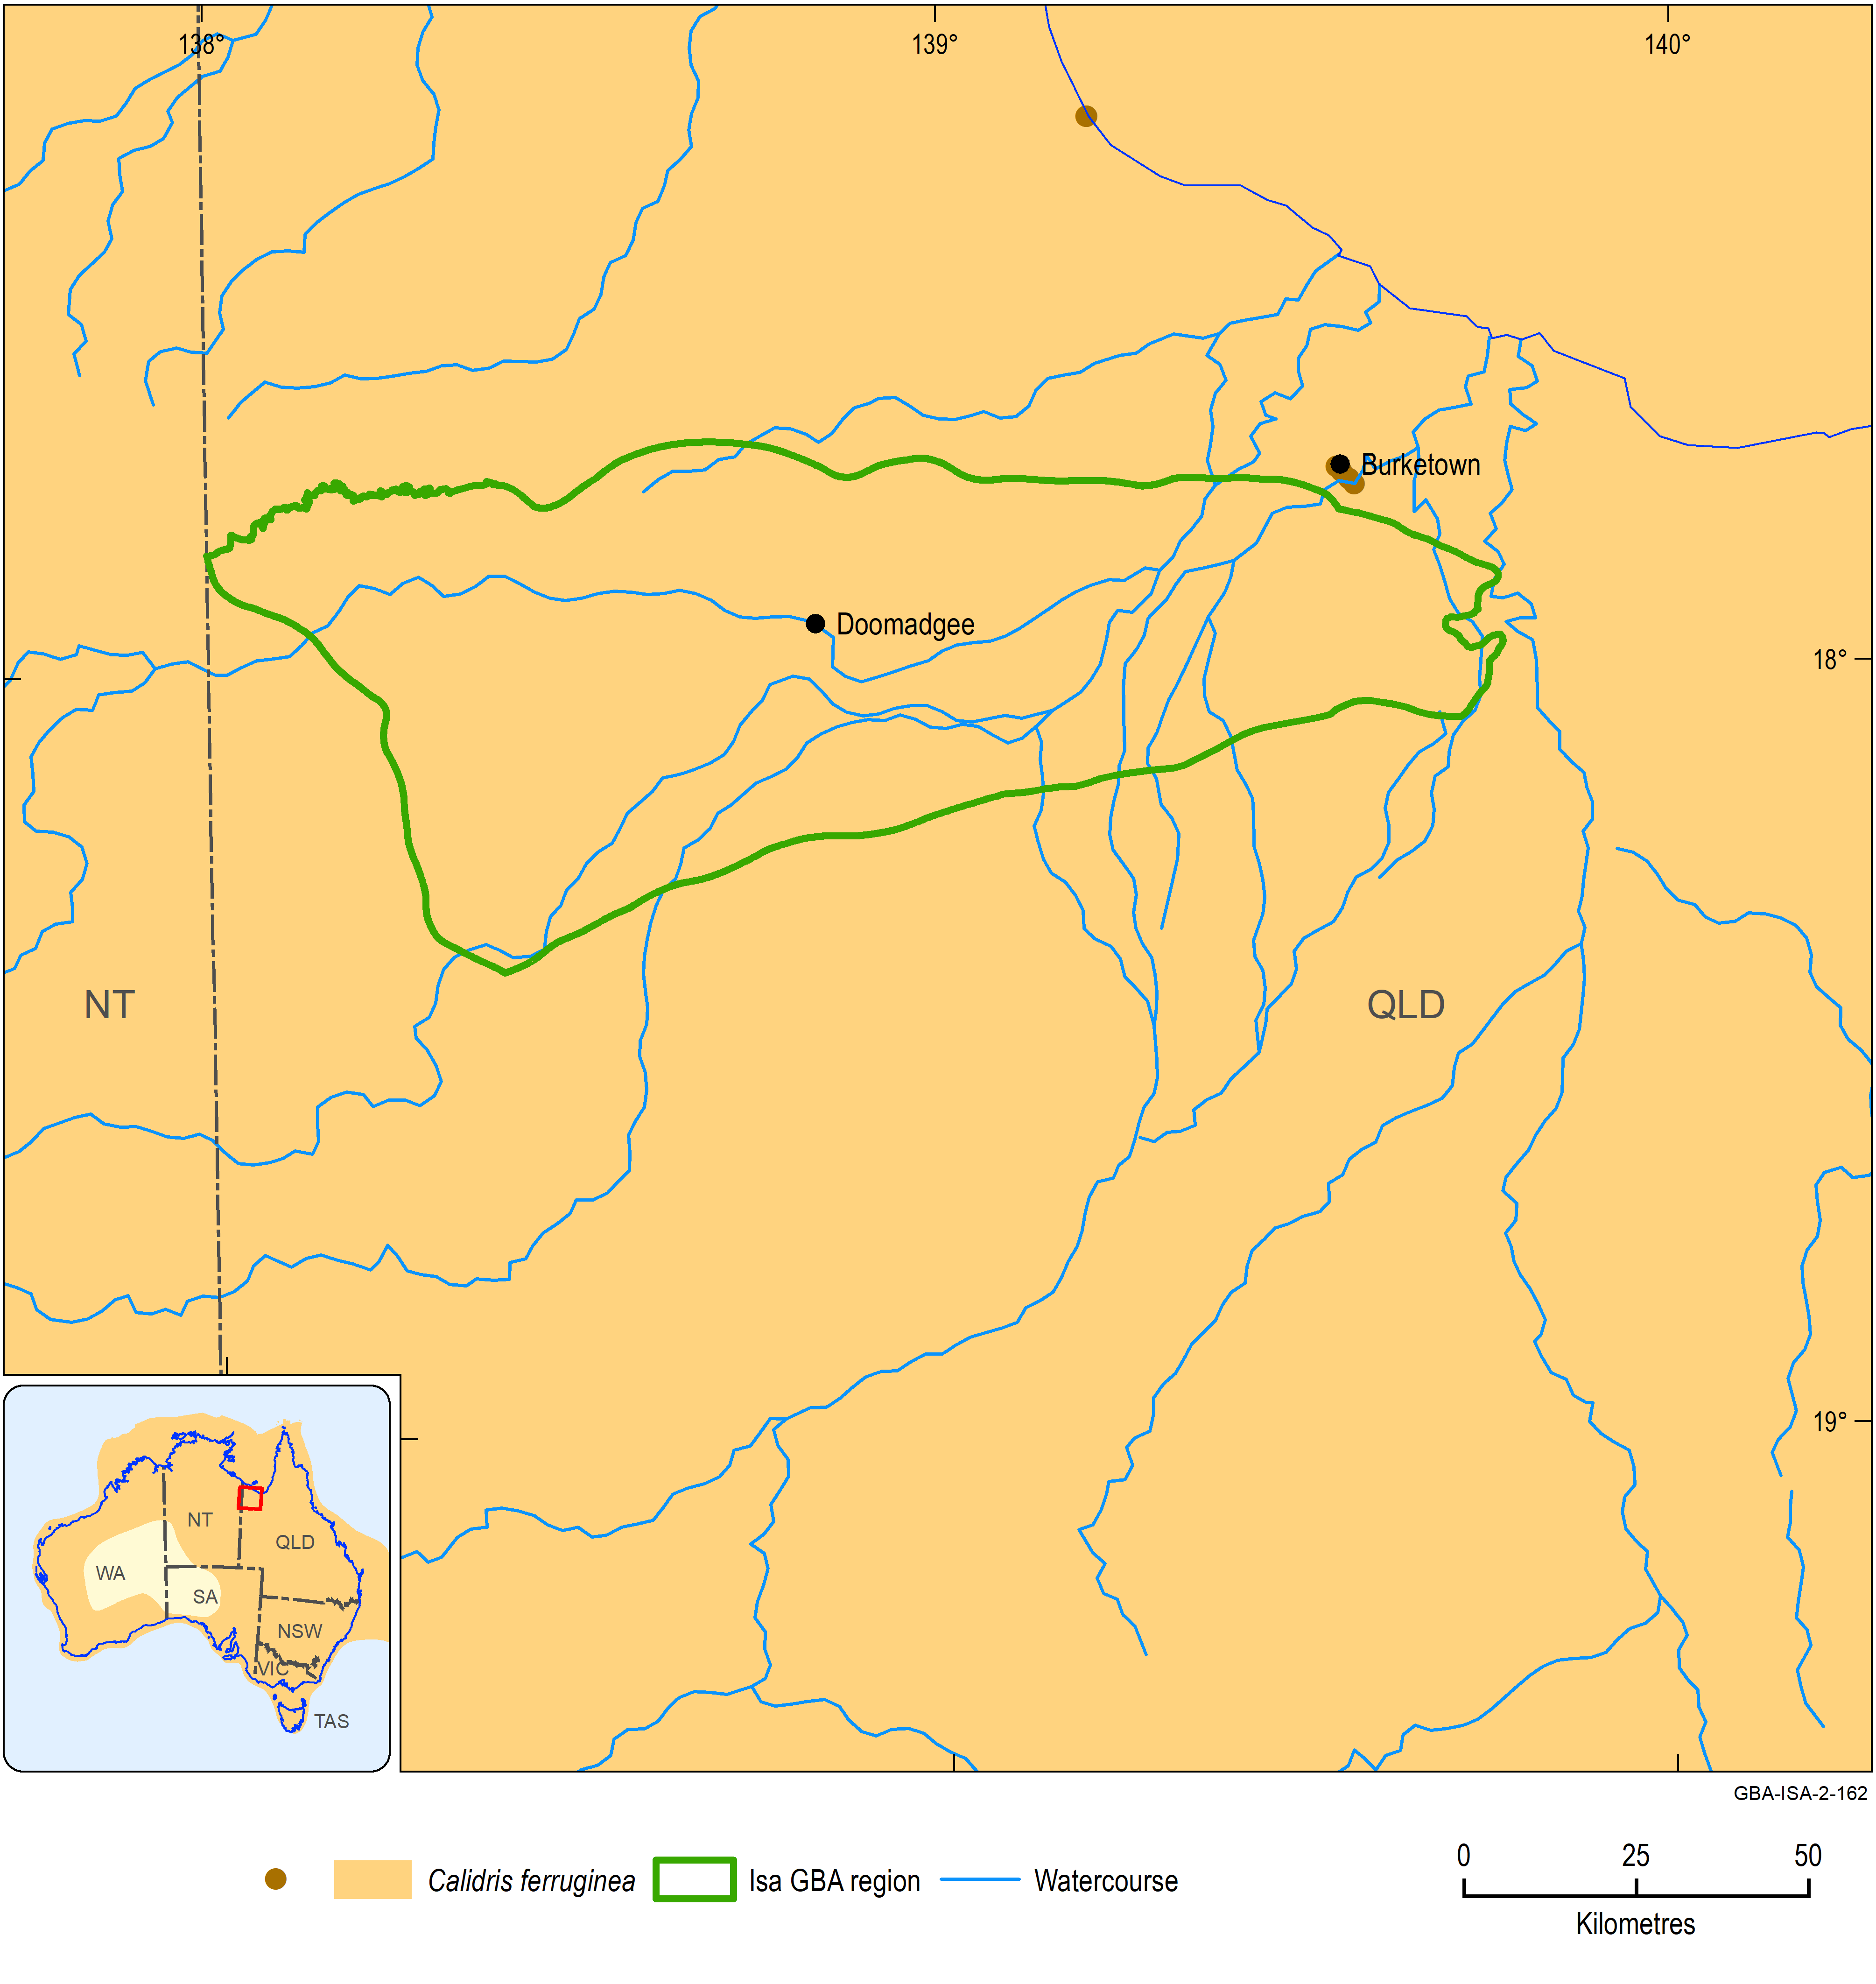 138°
139°
140°
Burketown
Doomadgee
18°
NT
QLD
19°
NT
QLD
WA
SA
NSW
VIC
TAS
GBA-ISA-2-162
Calidris ferruginea
Isa GBA region
Watercourse
0 25 50
Kilometres